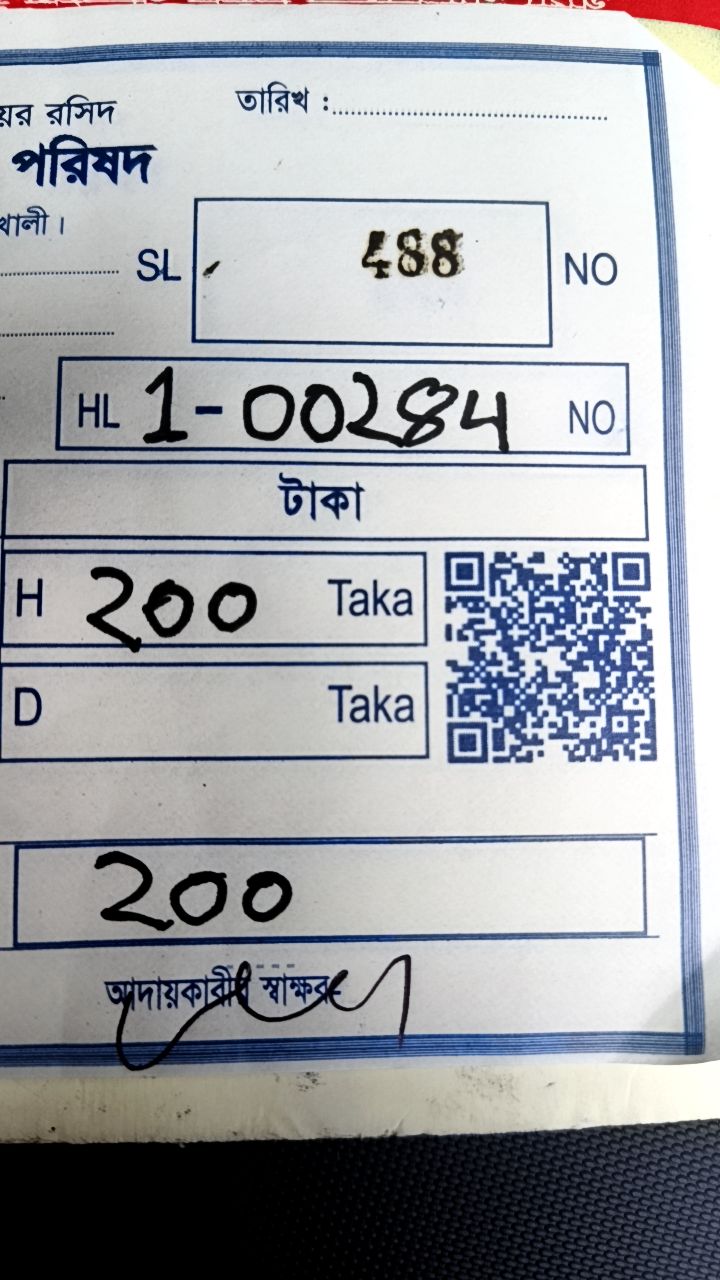 রসিদ
তারিখ :
পরিষদ
SL 488 NO
HL 1-00284 NO
টাকা
H 200 Taka
D Taka
200
আদায়কারীর স্বাক্ষর